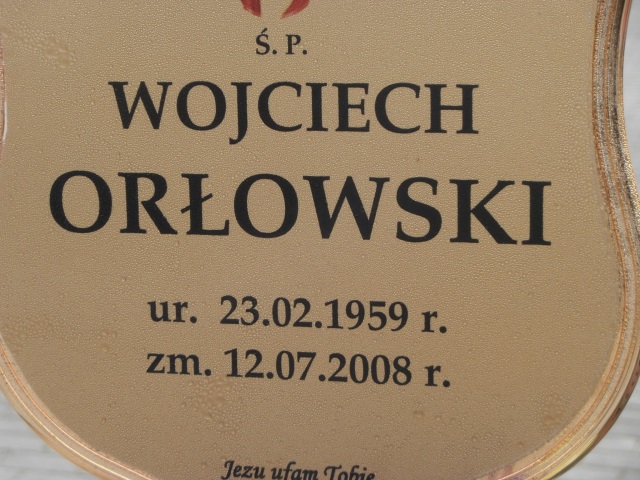 Ś. P.
WOJCIECH
ORŁOWSKI
ur. 23.02.1959 r.
zm. 12.07.2008 r.
Jezu ufam Tobie